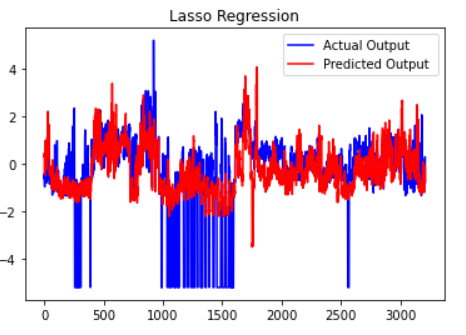 Lasso Regression
Actual Output
Predicted Output
4
2
0
−2
−4
0 500 1000 1500 2000 2500 3000